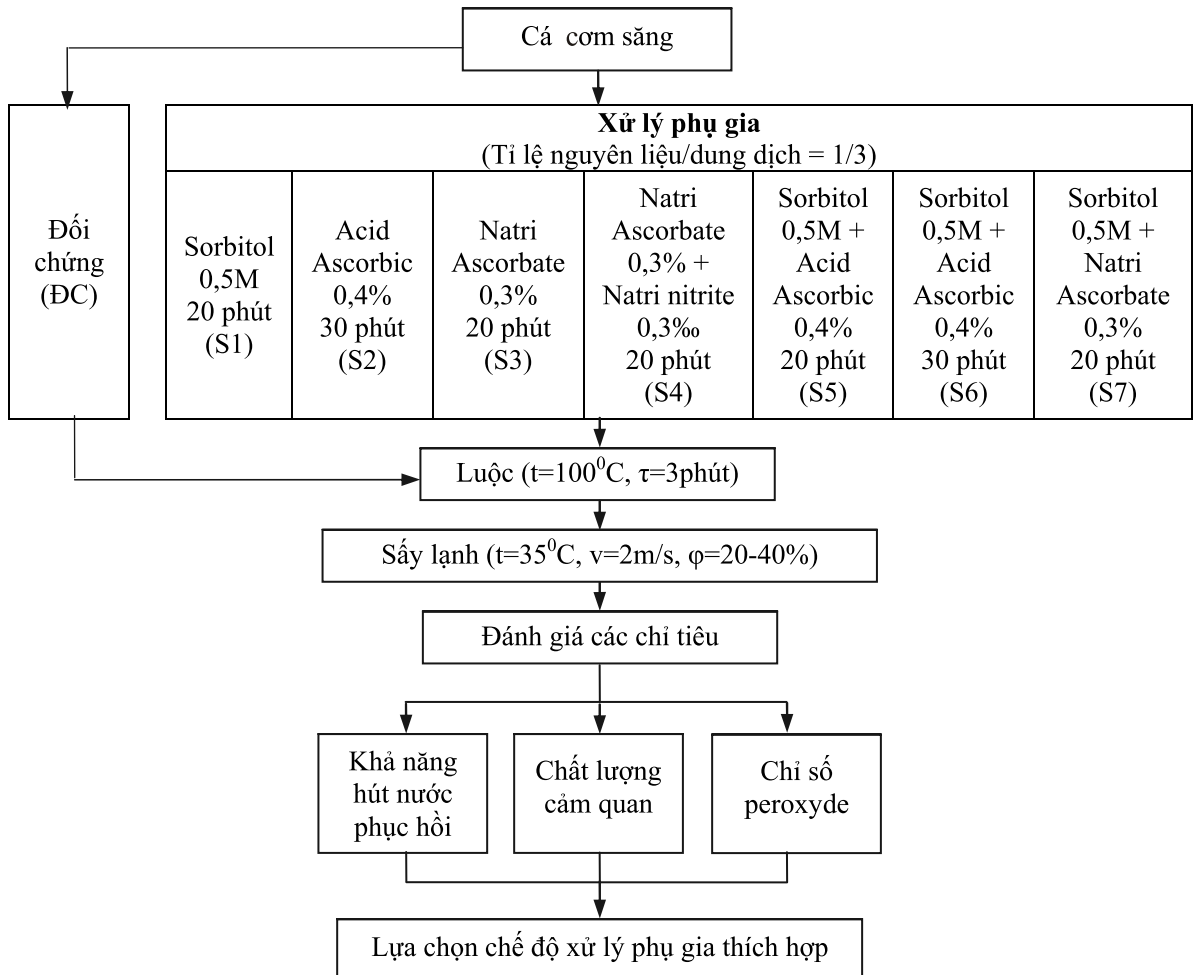 Cá cơm săng
Xử lý phụ gia
(Tỉ lệ nguyên liệu/dung dịch = 1/3)
Đối
chứng
(ĐC)
Sorbitol
0,5M
20 phút
(S1)
Acid
Ascorbic
0,4%
30 phút
(S2)
Natri
Ascorbate
0,3%
20 phút
(S3)
Natri
Ascorbate
0,3% +
Natri nitrite
0,3‰
20 phút
(S4)
Sorbitol
0,5M +
Acid
Ascorbic
0,4%
20 phút
(S5)
Sorbitol
0,5M +
Acid
Ascorbic
0,4%
30 phút
(S6)
Sorbitol
0,5M +
Natri
Ascorbate
0,3%
20 phút
(S7)
Luộc (t=100⁰C, τ=3phút)
Sấy lạnh (t=35⁰C, v=2m/s, φ=20-40%)
Đánh giá các chỉ tiêu
Khả năng
hút nước
phục hồi
Chất lượng
cảm quan
Chỉ số
peroxyde
Lựa chọn chế độ xử lý phụ gia thích hợp